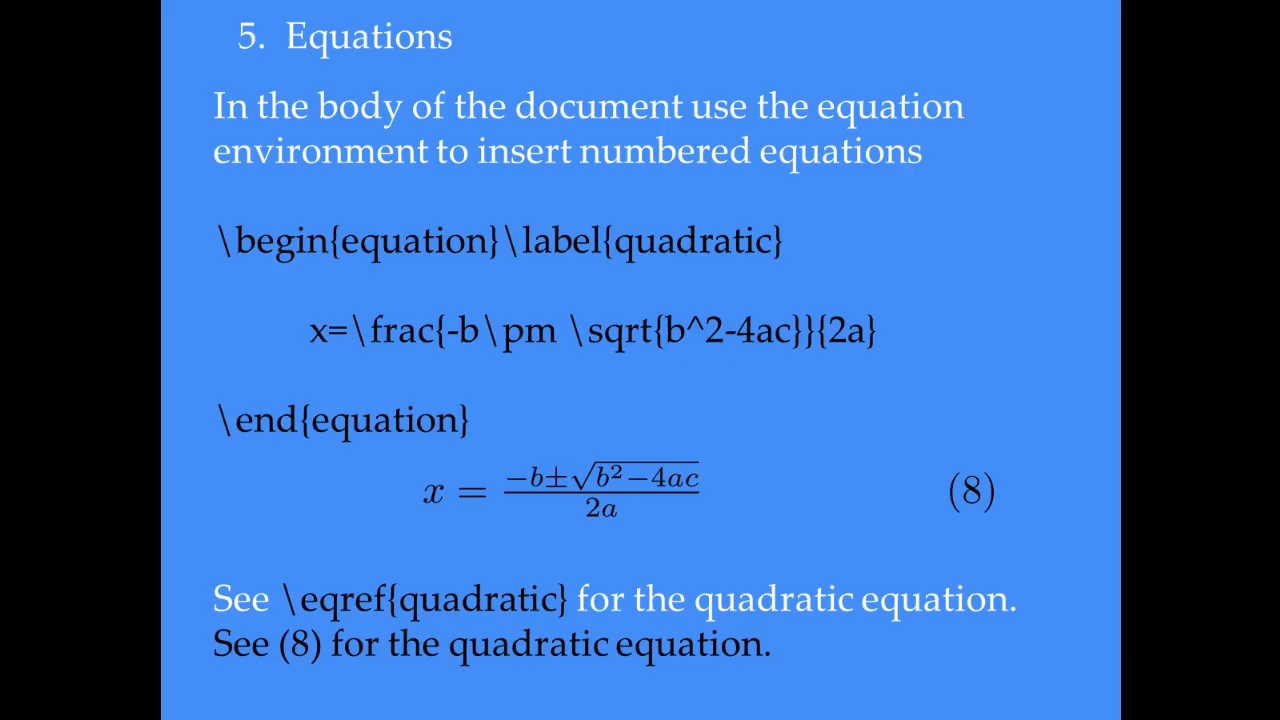 5. Equations
In the body of the document use the equation
environment to insert numbered equations
\begin{equation}\label{quadratic}
x=\frac{-b\pm \sqrt{b^2-4ac}}{2a}
\end{equation}
x = −b±√b²−4ac / 2a (8)
See \eqref{quadratic} for the quadratic equation.
See (8) for the quadratic equation.